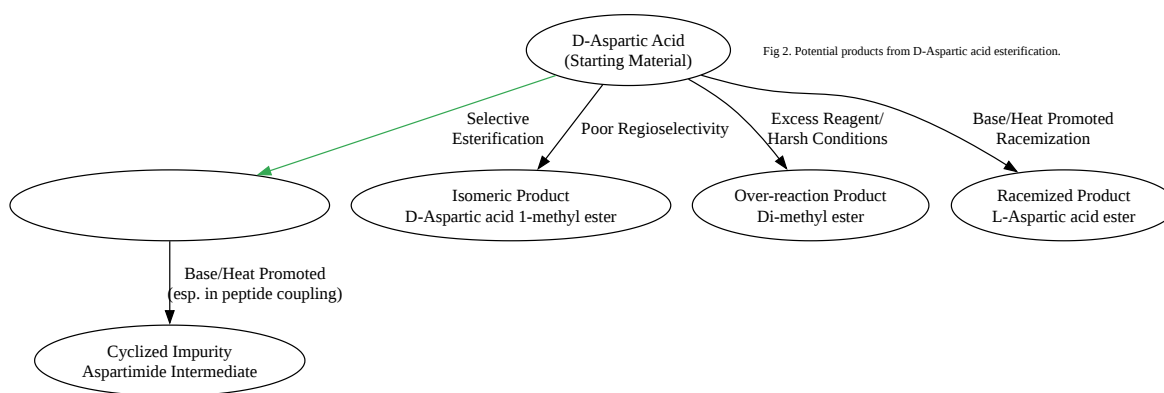 D-Aspartic Acid
(Starting Material)
Fig 2. Potential products from D-Aspartic acid esterification.
Selective
Esterification
Poor Regioselectivity
Excess Reagent/
Harsh Conditions
Base/Heat Promoted
Racemization
Isomeric Product
D-Aspartic acid 1-methyl ester
Over-reaction Product
Di-methyl ester
Racemized Product
L-Aspartic acid ester
Base/Heat Promoted
(esp. in peptide coupling)
Cyclized Impurity
Aspartimide Intermediate